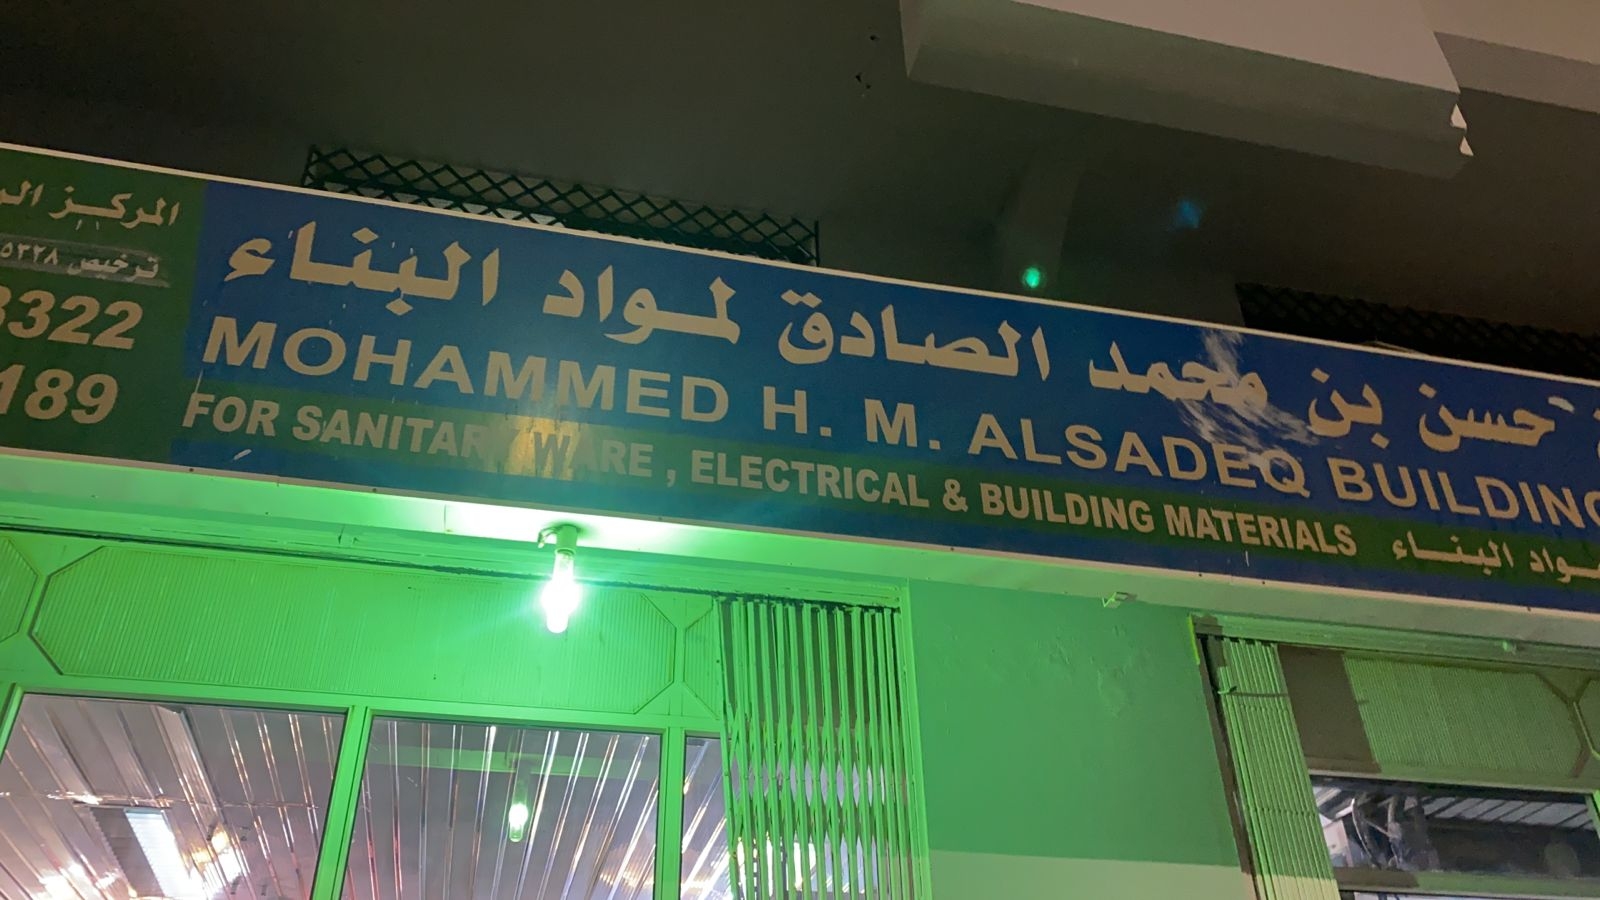 حسن بن محمد الصادق لمواد البناء
MOHAMMED H. M. ALSADEQ BUILDING
FOR SANITARY WARE , ELECTRICAL & BUILDING MATERIALS
البناء
المركز
ترخيص ٥٣٢٨
3322
189